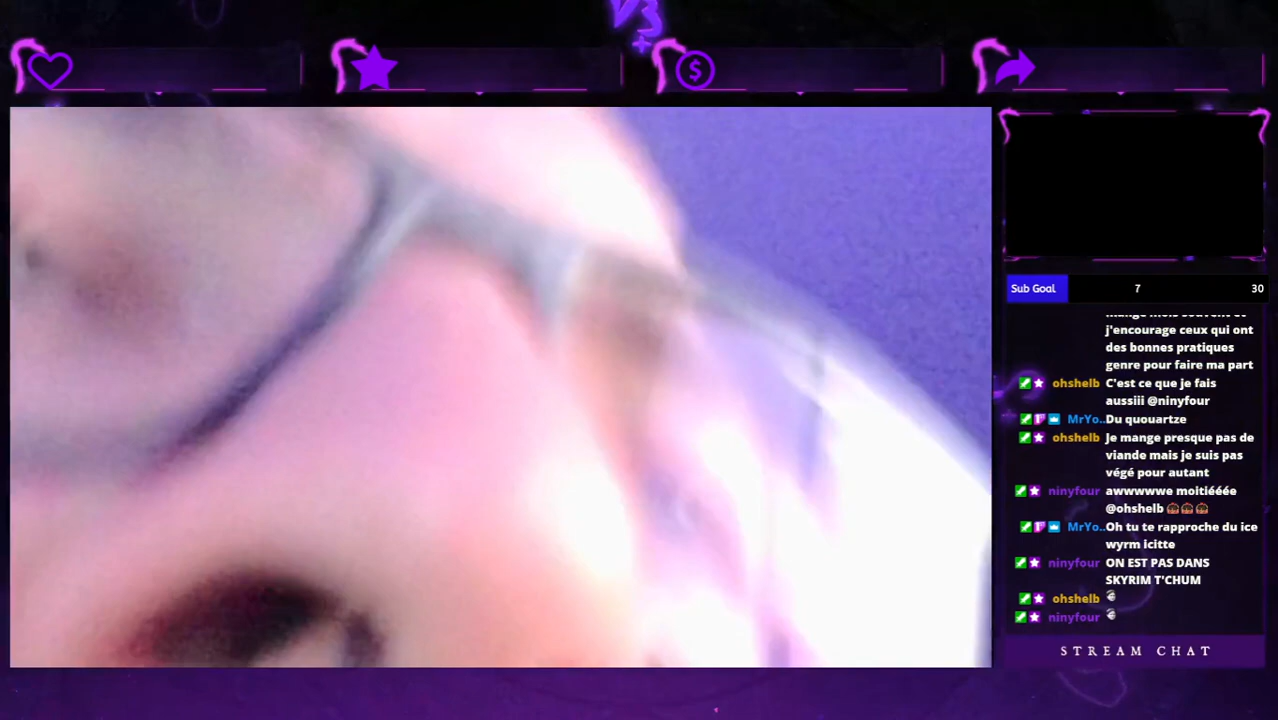 V3
$
Sub Goal 7 30
j'encourage ceux qui ont
des bonnes pratiques
genre pour faire ma part
ohshelb C'est ce que je fais
aussiii @ninyfour
MrYo.. Du quouartze
ohshelb Je mange presque pas de
viande mais je suis pas
végé pour autant
ninyfour awwwwwe moitiééée
@ohshelb
MrYo.. Oh tu te rapproche du ice
wyrm icitte
ninyfour ON EST PAS DANS
SKYRIM T'CHUM
ohshelb
ninyfour
STREAM CHAT